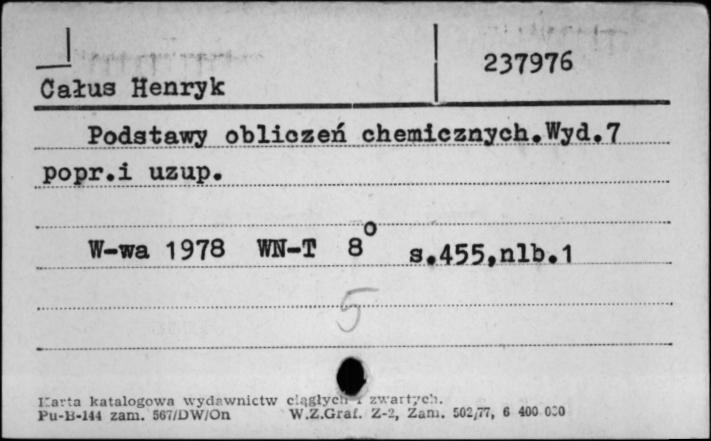 237976
Całus Henryk
Podstawy obliczeń chemicznych.Wyd.7
popr.i uzup.
W-wa 1978 WN-T 8° s.455,nlb.1
5
Karta katalogowa wydawnictw ciągłych i zwartych.
Pu-B-144 zam. 567/DW/On W.Z.Graf. Z-2, Zam. 502/77, 6 400 000